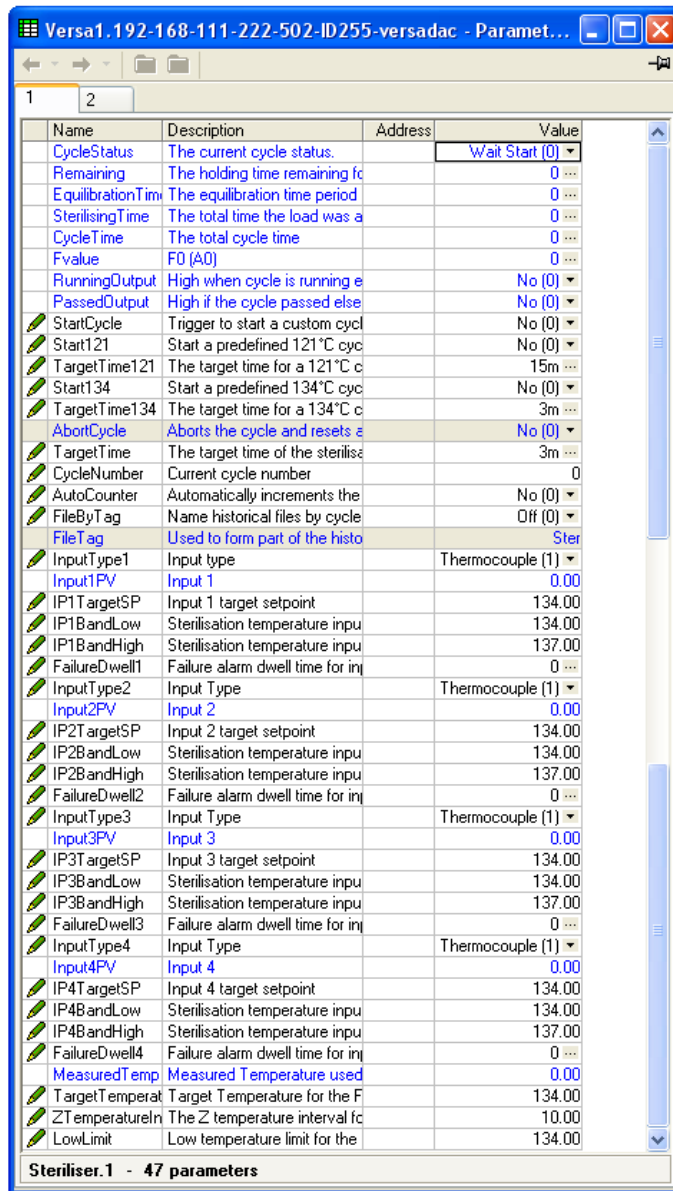 Versa1.192-168-111-222-502-ID255-versadac - Paramet...
1 2
Name Description Address Value
CycleStatus The current cycle status. Wait Start (0)
Remaining The holding time remaining fo 0 ...
EquilibrationTim The equilibration time period 0 ...
SterilisingTime The total time the load was a 0 ...
CycleTime The total cycle time 0 ...
Fvalue F0 (A0) 0 ...
RunningOutput High when cycle is running e No (0)
PassedOutput High if the cycle passed else No (0)
StartCycle Trigger to start a custom cycl No (0)
Start121 Start a predefined 121°C cyc No (0)
TargetTime121 The target time for a 121°C c 15m ...
Start134 Start a predefined 134°C cyc No (0)
TargetTime134 The target time for a 134°C c 3m ...
AbortCycle Aborts the cycle and resets a No (0)
TargetTime The target time of the sterilisa 3m ...
CycleNumber Current cycle number 0
AutoCounter Automatically increments the No (0)
FileByTag Name historical files by cycle Off (0)
FileTag Used to form part of the histo Ster
InputType1 Input type Thermocouple (1)
Input1PV Input 1 0.00
IP1TargetSP Input 1 target setpoint 134.00
IP1BandLow Sterilisation temperature inpu 134.00
IP1BandHigh Sterilisation temperature inpu 137.00
FailureDwell1 Failure alarm dwell time for inp 0 ...
InputType2 Input Type Thermocouple (1)
Input2PV Input 2 0.00
IP2TargetSP Input 2 target setpoint 134.00
IP2BandLow Sterilisation temperature inpu 134.00
IP2BandHigh Sterilisation temperature inpu 137.00
FailureDwell2 Failure alarm dwell time for inp 0 ...
InputType3 Input Type Thermocouple (1)
Input3PV Input 3 0.00
IP3TargetSP Input 3 target setpoint 134.00
IP3BandLow Sterilisation temperature inpu 134.00
IP3BandHigh Sterilisation temperature inpu 137.00
FailureDwell3 Failure alarm dwell time for inp 0 ...
InputType4 Input Type Thermocouple (1)
Input4PV Input 4 0.00
IP4TargetSP Input 4 target setpoint 134.00
IP4BandLow Sterilisation temperature inpu 134.00
IP4BandHigh Sterilisation temperature inpu 137.00
FailureDwell4 Failure alarm dwell time for inp 0 ...
MeasuredTemp Measured Temperature used 0.00
TargetTemperat Target Temperature for the F 134.00
ZTemperatureIn The Z temperature interval fo 10.00
LowLimit Low temperature limit for the 134.00
Steriliser.1 - 47 parameters